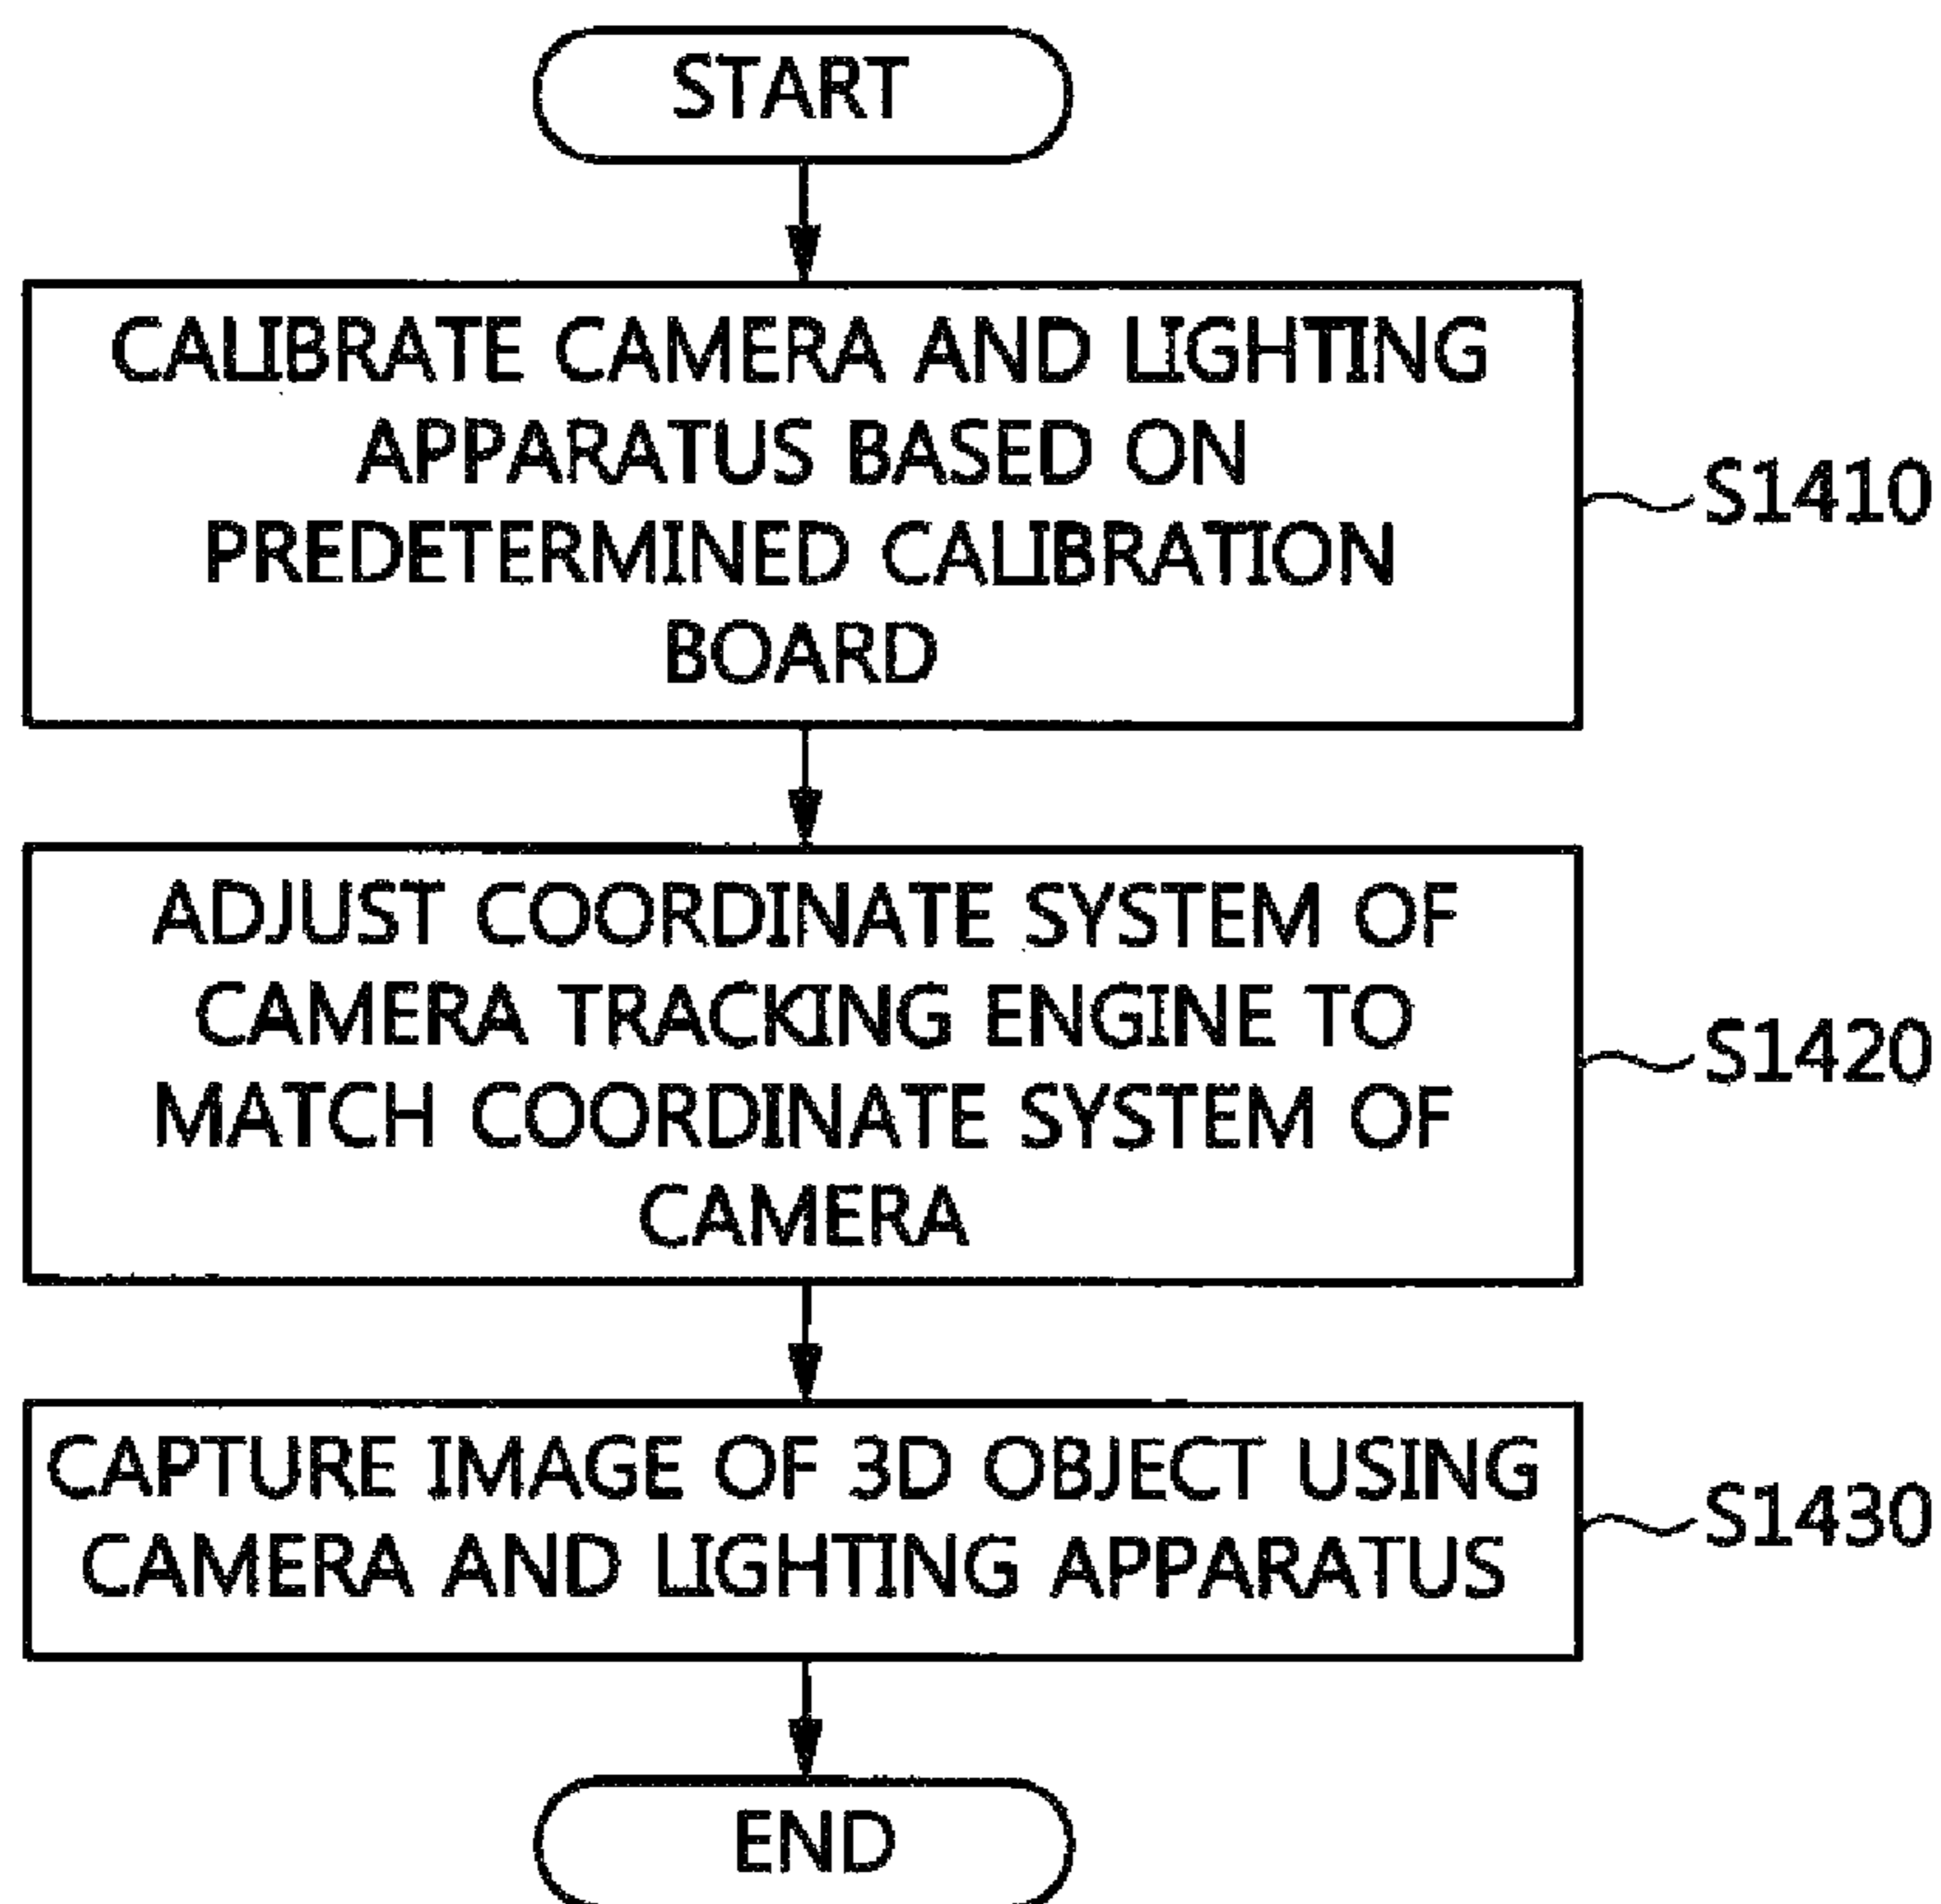 START
CALIBRATE CAMERA AND LIGHTING
APPARATUS BASED ON
PREDETERMINED CALIBRATION
BOARD
S1410
ADJUST COORDINATE SYSTEM OF
CAMERA TRACKING ENGINE TO
MATCH COORDINATE SYSTEM OF
CAMERA
S1420
CAPTURE IMAGE OF 3D OBJECT USING
CAMERA AND LIGHTING APPARATUS
S1430
END